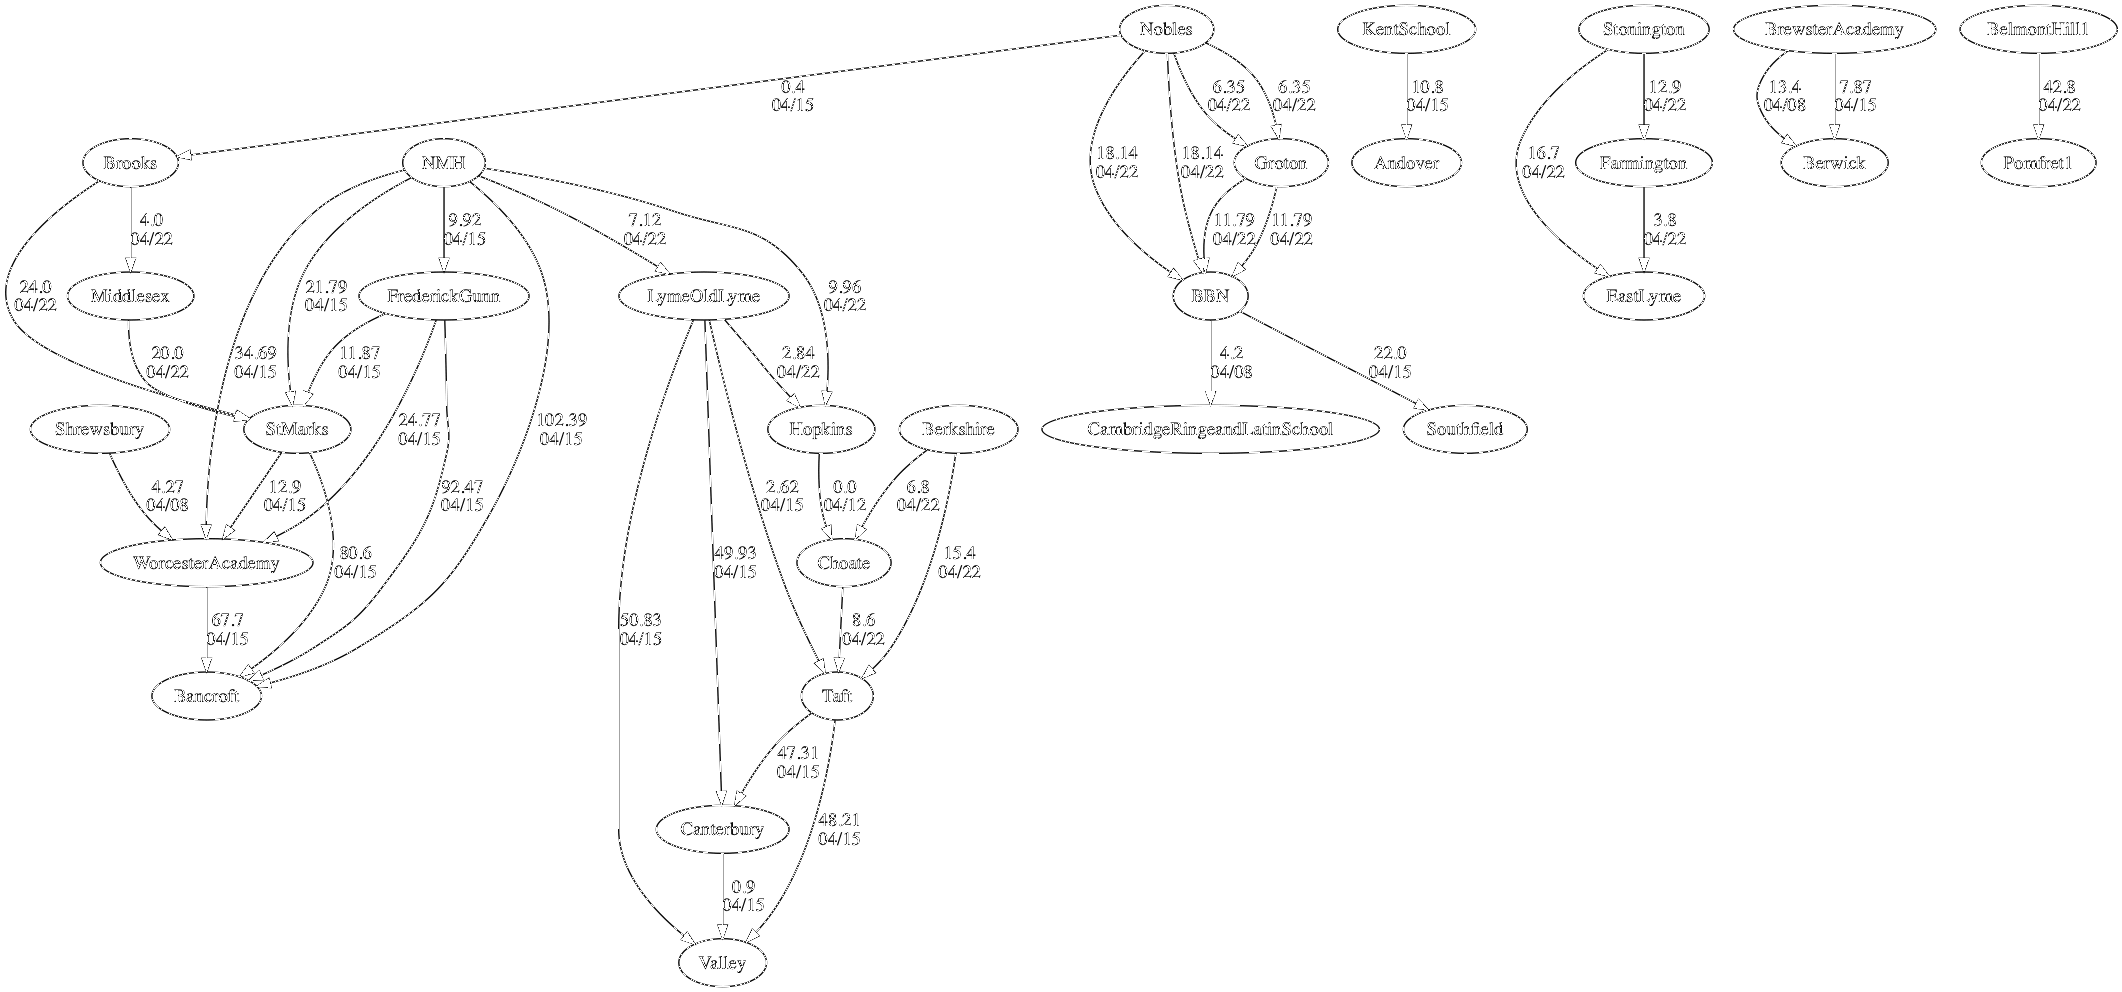 Nobles
KentSchool
Stonington
BrewsterAcademy
BelmontHill1
0.4
04/15
6.35
04/22
6.35
04/22
10.8
04/15
12.9
04/22
13.4
04/08
7.87
04/15
42.8
04/22
Brooks
NMH
18.14
04/22
18.14
04/22
Groton
Andover
16.7
04/22
Farmington
Berwick
Pomfret1
4.0
04/22
9.92
04/15
7.12
04/22
11.79
04/22
11.79
04/22
3.8
04/22
24.0
04/22
Middlesex
21.79
04/15
FrederickGunn
LymeOldLyme
9.96
04/22
BBN
EastLyme
20.0
04/22
34.69
04/15
11.87
04/15
2.84
04/22
4.2
04/08
22.0
04/15
Shrewsbury
StMarks
24.77
04/15
102.39
04/15
Hopkins
Berkshire
CambridgeRingeandLatinSchool
Southfield
4.27
04/08
12.9
04/15
92.47
04/15
2.62
04/15
0.0
04/12
6.8
04/22
WorcesterAcademy
80.6
04/15
49.93
04/15
Choate
15.4
04/22
67.7
04/15
50.83
04/15
8.6
04/22
Bancroft
Taft
47.31
04/15
Canterbury
48.21
04/15
0.9
04/15
Valley